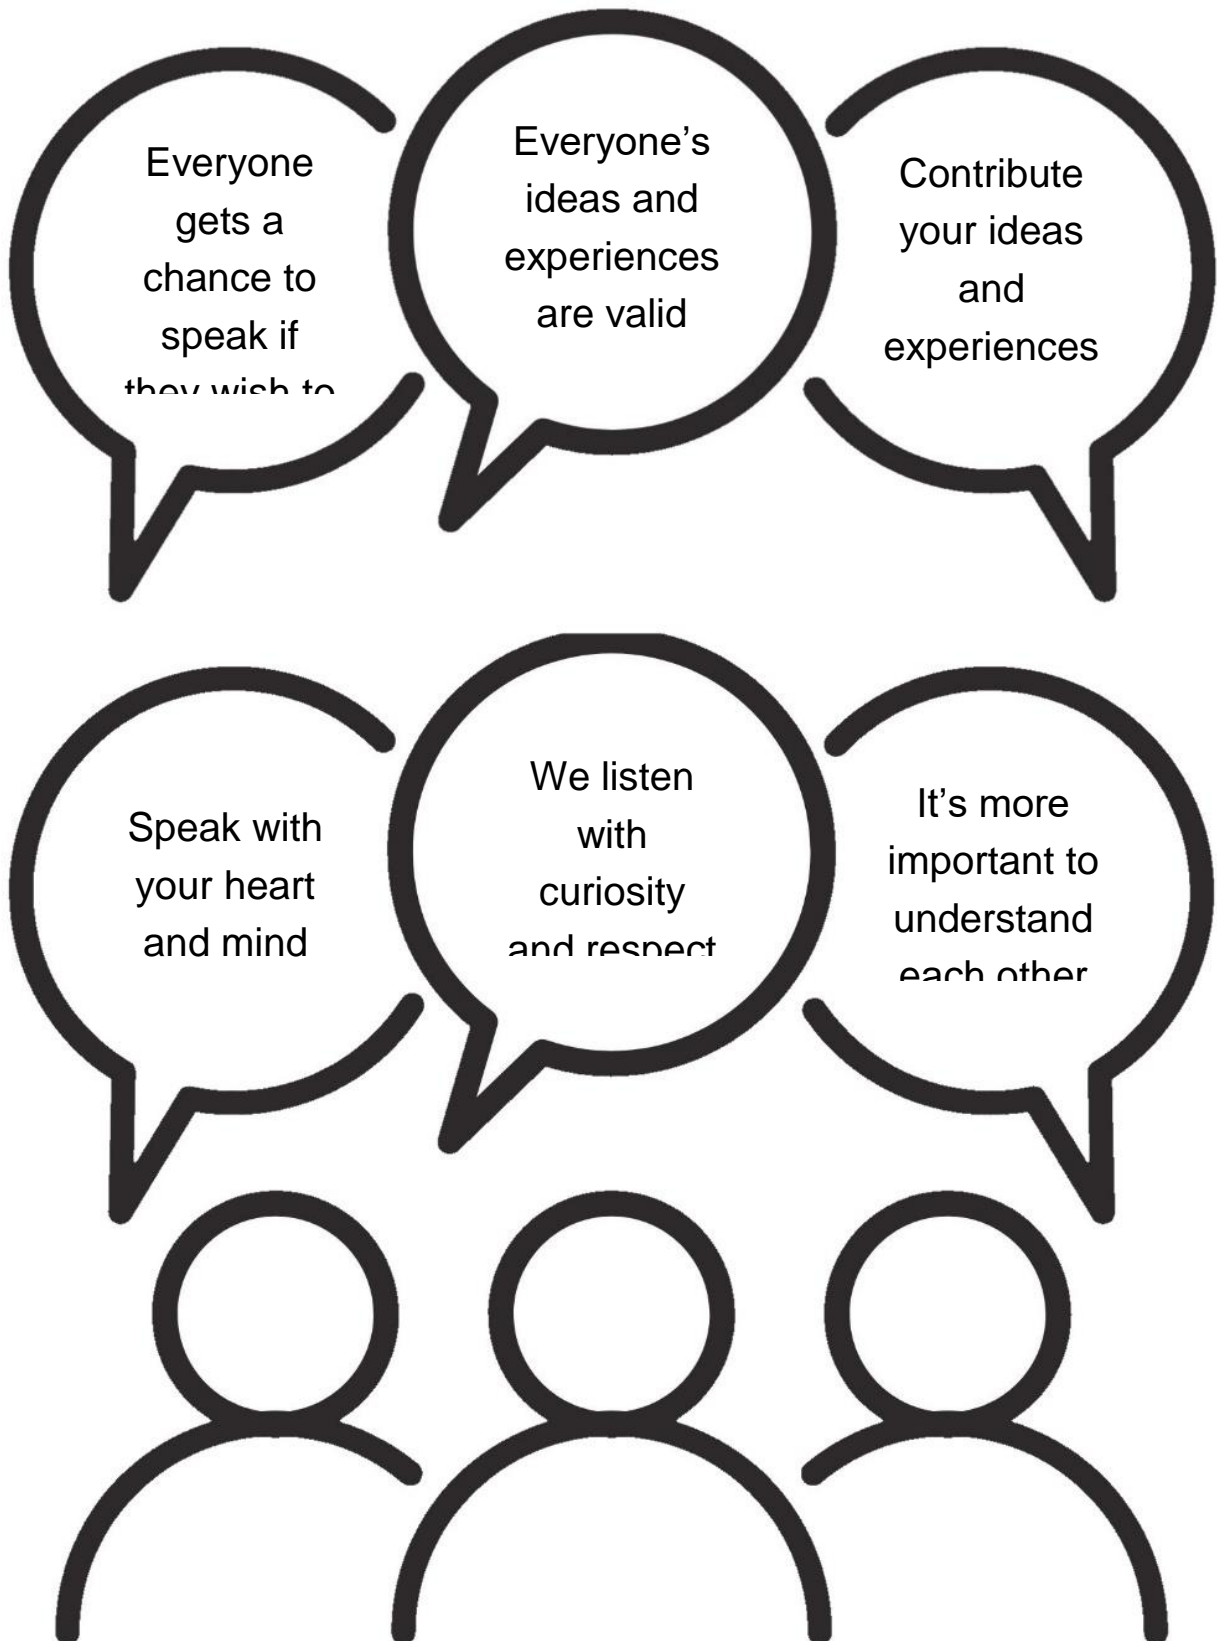 Everyone
gets a
chance to
speak if
they wish to
Everyone’s
ideas and
experiences
are valid
Contribute
your ideas
and
experiences
Speak with
your heart
and mind
We listen
with
curiosity
and respect
It’s more
important to
understand
each other